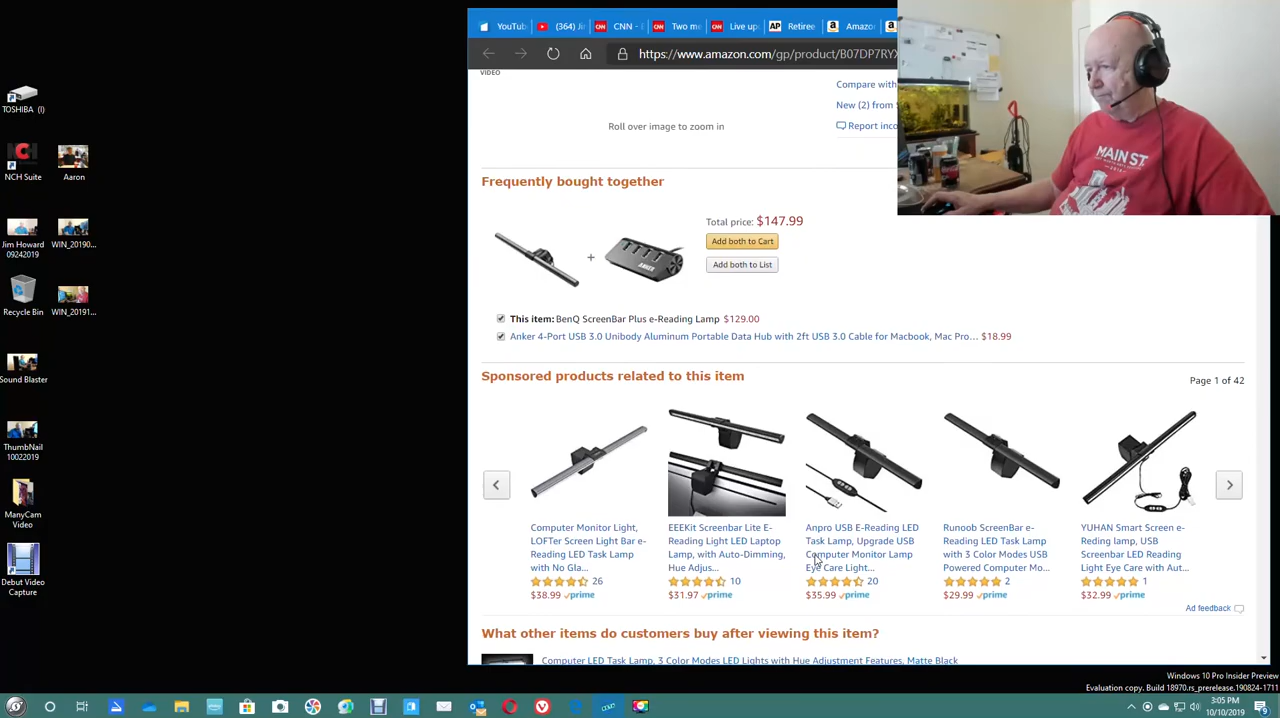 YouTub
(364) Ji
CNN - 
Two m
Live up
AP Retiree
Amazo
https://www.amazon.com/gp/product/B07DP7RY
VIDEO
Compare with
New (2) from
Report inco
Roll over image to zoom in
MAIN ST.
TOSHIBA (I)
NCH Suite
Aaron
Jim Howard
09242019
WIN_20190...
Recycle Bin
WIN_20191...
Sound Blaster
ThumbNail
10022019
ManyCam
Video
Debut Video
Capture
Frequently bought together
Total price: $147.99
Add both to Cart
+
Add both to List
ANKER
This item: BenQ ScreenBar Plus e-Reading Lamp $129.00
Anker 4-Port USB 3.0 Unibody Aluminum Portable Data Hub with 2ft USB 3.0 Cable for Macbook, Mac Pro... $18.99
Sponsored products related to this item
Page 1 of 42
Computer Monitor Light,
LOFTer Screen Light Bar e-
Reading LED Task Lamp
with No Gla...
26
$38.99 prime
EEEKit Screenbar Lite E-
Reading Light LED Laptop
Lamp, with Auto-Dimming,
Hue Adjus...
10
$31.97 prime
Anpro USB E-Reading LED
Task Lamp, Upgrade USB
Computer Monitor Lamp
Eye Care Light...
20
$35.99 prime
Runoob ScreenBar e-
Reading LED Task Lamp
with 3 Color Modes USB
Powered Computer Mo...
2
$29.99 prime
YUHAN Smart Screen e-
Reding lamp, USB
Screenbar LED Reading
Light Eye Care with Aut...
1
$32.99 prime
Ad feedback
What other items do customers buy after viewing this item?
Computer LED Task Lamp, 3 Color Modes LED Lights with Hue Adjustment Features, Matte Black
Windows 10 Pro Insider Preview
Evaluation copy. Build 18970.rs_prerelease.190824-1711
3:05 PM
10/10/2019